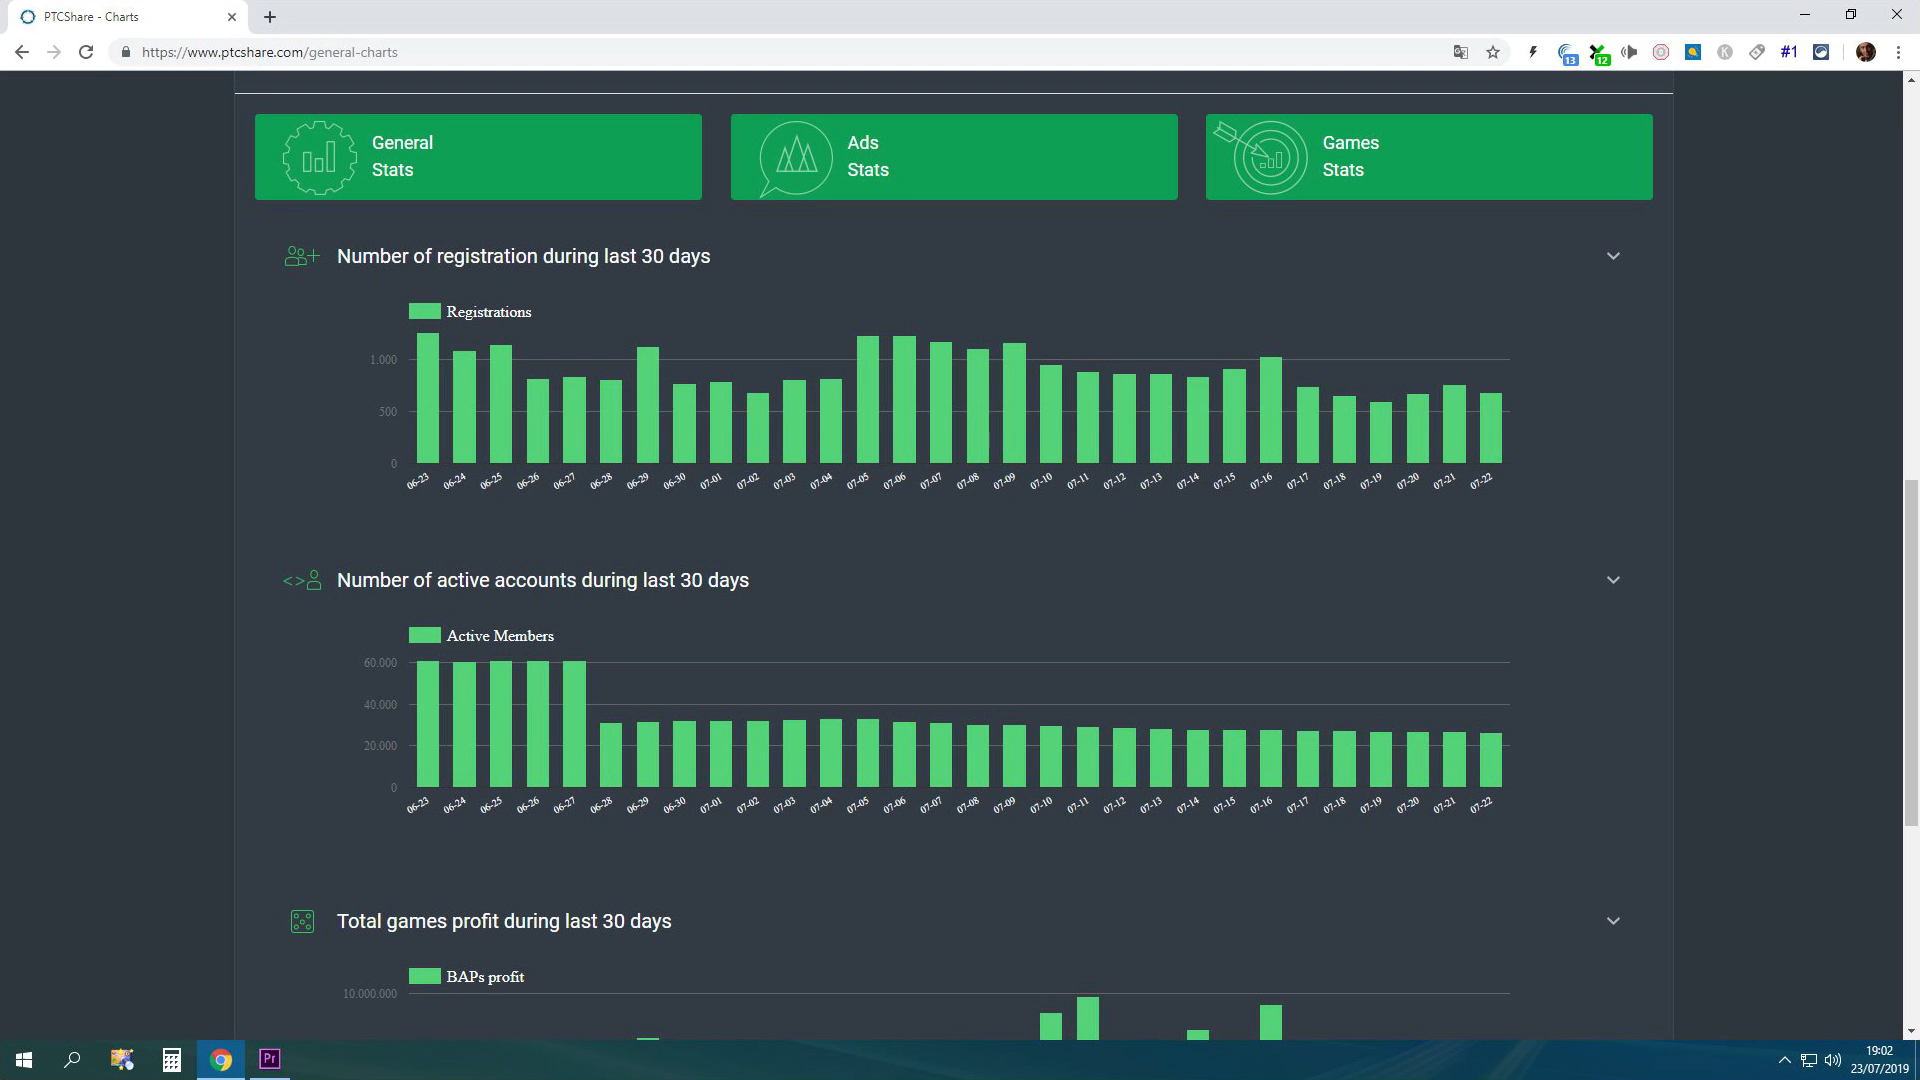 PTCShare - Charts
https://www.ptcshare.com/general-charts
13
12
K
#1
General
Stats
Ads
Stats
Games
Stats
Number of registration during last 30 days
Registrations
1.000
500
0
06-23 06-24 06-25 06-26 06-27 06-28 06-29 06-30 07-01 07-02 07-03 07-04 07-05 07-06 07-07 07-08 07-09 07-10 07-11 07-12 07-13 07-14 07-15 07-16 07-17 07-18 07-19 07-20 07-21 07-22
Number of active accounts during last 30 days
Active Members
60.000
40.000
20.000
0
06-23 06-24 06-25 06-26 06-27 06-28 06-29 06-30 07-01 07-02 07-03 07-04 07-05 07-06 07-07 07-08 07-09 07-10 07-11 07-12 07-13 07-14 07-15 07-16 07-17 07-18 07-19 07-20 07-21 07-22
Total games profit during last 30 days
BAPs profit
10.000.000
Pr
19:02
23/07/2019